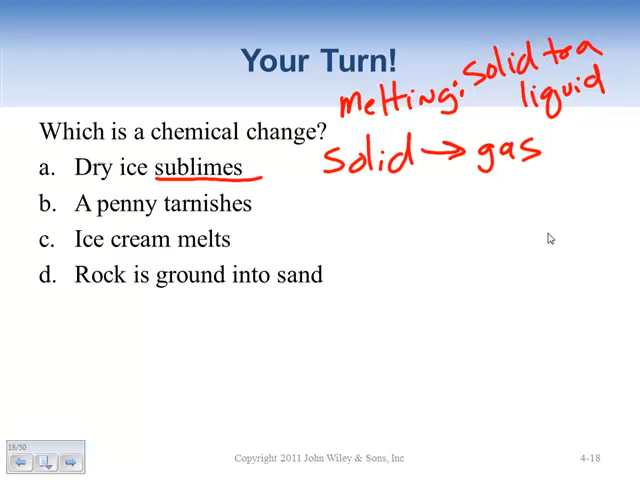 Your Turn!
melting: solid to a
liquid
Which is a chemical change?
solid → gas
a. Dry ice sublimes
b. A penny tarnishes
c. Ice cream melts
d. Rock is ground into sand
18/50
Copyright 2011 John Wiley & Sons, Inc
4-18